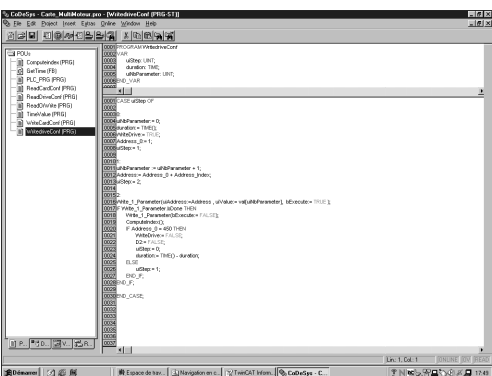 CoDeSys - Carte_MultiMoteur.pro - [WritedriveConf (PRG-ST)]
File Edit Project Insert Extras Online Window Help
POUs
ComputeIndex (PRG)
GetTime (FB)
PLC_PRG (PRG)
ReadCardConf (PRG)
ReadDriveConf (PRG)
ReadOrWrite (PRG)
TimeValue (PRG)
WriteCardConf (PRG)
WritedriveConf (PRG)
P... D... V... R...
0001 PROGRAM WritedriveConf
0002 VAR
0003 uiStep: UINT;
0004 duration: TIME;
0005 uiNbParameter: UINT;
0006 END_VAR
0007
0001 CASE uiStep OF
0002
0003 0:
0004 uiNbParameter:= 0;
0005 duration:= TIME();
0006 WriteDrive:= TRUE;
0007 Address_0:= 1;
0008 uiStep:= 1;
0009
0010 1:
0011 uiNbParameter := uiNbParameter + 1;
0012 Address:= Address_0 + Address_Index;
0013 uiStep:= 2;
0014
0015 2:
0016 Write_1_Parameter(uiAddress:=Address , uiValue:= val[uiNbParameter], bExecute:= TRUE );
0017 IF Write_1_Parameter.bDone THEN
0018 Write_1_Parameter(bExecute:= FALSE);
0019 ComputeIndex();
0020 IF Address_0 = 450 THEN
0021 WriteDrive:= FALSE;
0022 D2:= FALSE;
0023 uiStep:= 0;
0024 duration:= TIME() - duration;
0025 ELSE
0026 uiStep:= 1;
0027 END_IF;
0028 END_IF;
0029
0030 END_CASE;
0031
0032
0033
0034
0035
0036
0037
Lin.: 1, Col.: 1 ONLINE OV READ
Démarrer Espace de trav... Navigation en c... TwinCAT Inform... CoDeSys - C... 17:49